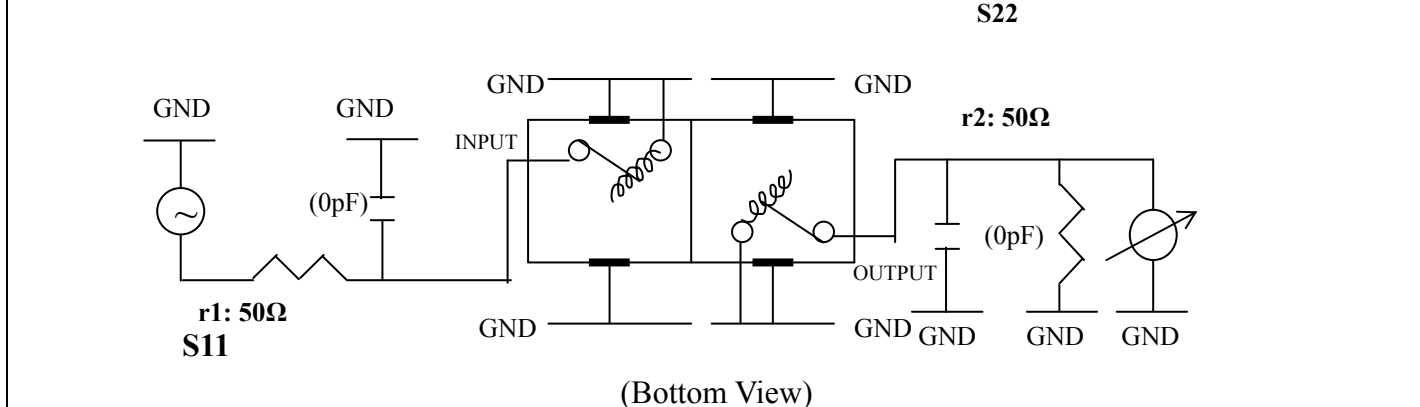 S22
GND
GND
GND
GND
r2: 50Ω
INPUT
(0pF)
~
(0pF)
OUTPUT
r1: 50Ω
GND
GND
GND
GND
GND
S11
(Bottom View)